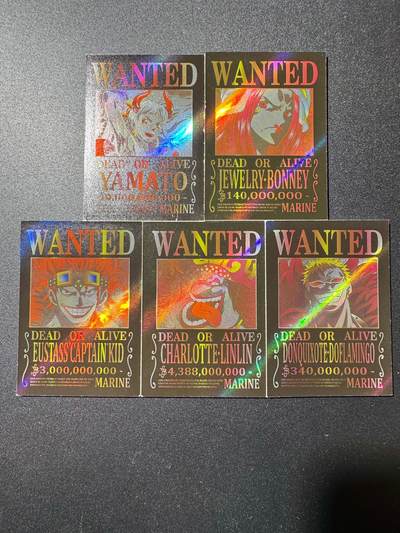 WANTED
DEAD OR ALIVE
YAMATO
MARINE
WANTED
DEAD OR ALIVE
JEWELRY·BONNEY
140,000,000-
MARINE
WANTED
DEAD OR ALIVE
EUSTASS"CAPTAIN"KID
3,000,000,000-
MARINE
WANTED
DEAD OR ALIVE
CHARLOTTE·LINLIN
4,388,000,000-
MARINE
WANTED
DEAD OR ALIVE
DONQUIXOTE·DOFLAMINGO
340,000,000-
MARINE